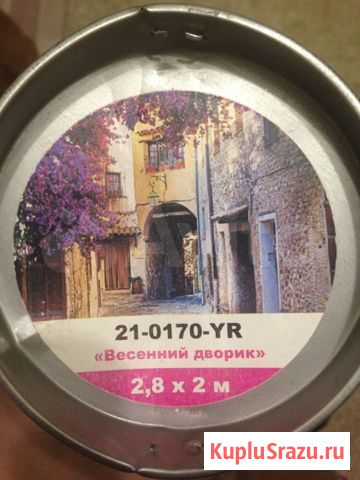 21-0170-YR
«Весенний дворик»
2,8 x 2 м
KupluSrazu.ru